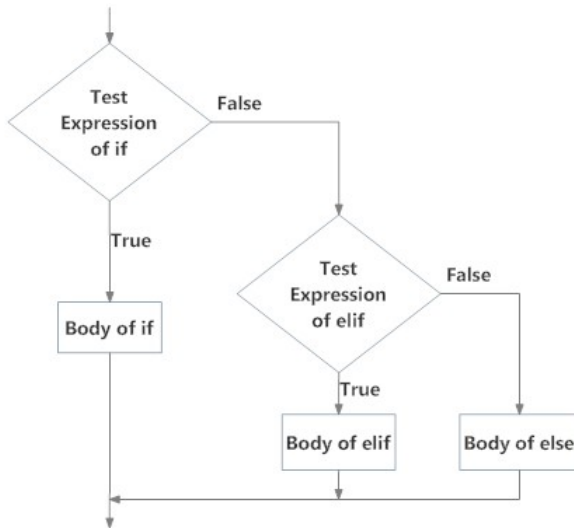 Test
Expression
of if
False
True
Test
Expression
of elif
False
Body of if
True
Body of elif
Body of else